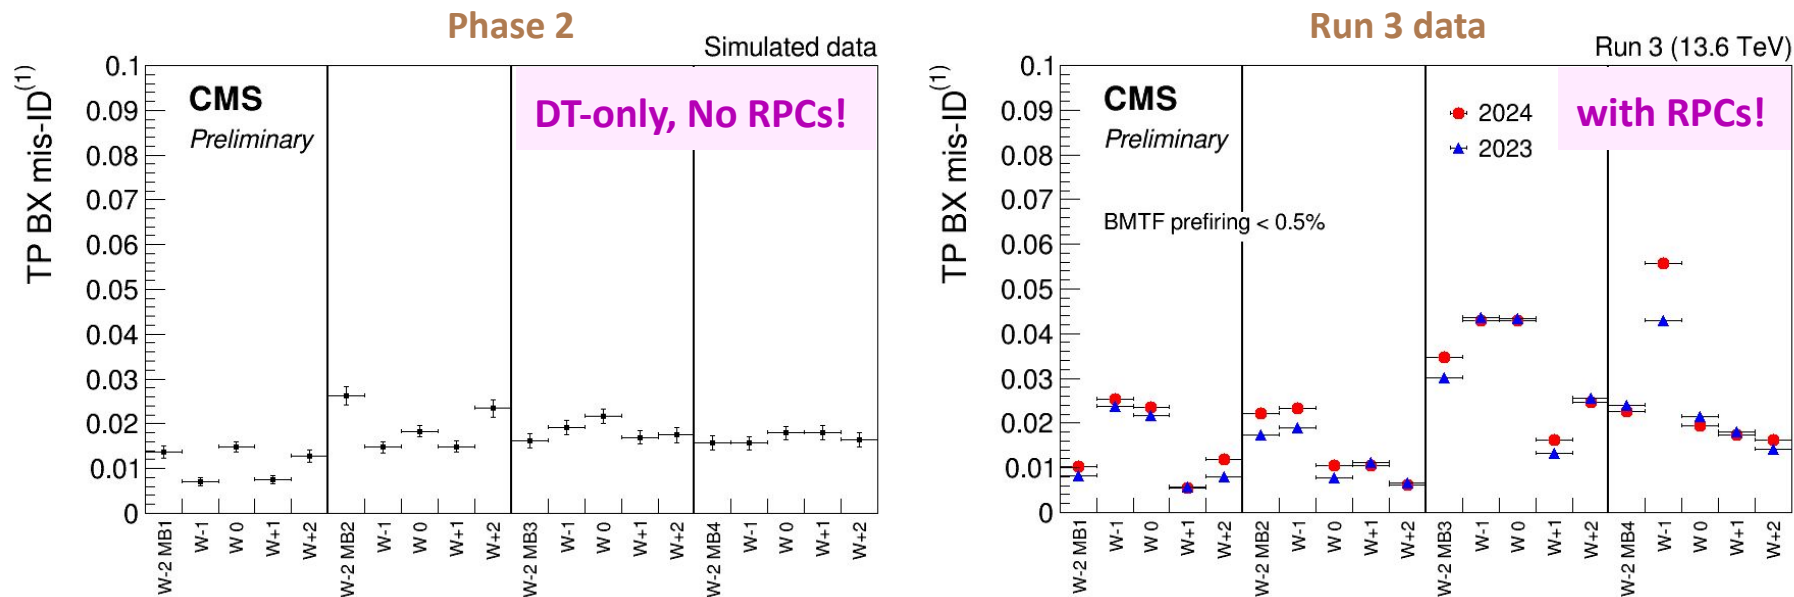 Phase 2
Simulated data
TP BX mis-ID(1)
0.1
0.09
0.08
0.07
0.06
0.05
0.04
0.03
0.02
0.01
0
CMS
Preliminary
DT-only, No RPCs!
W-2 MB1
W-1
W 0
W+1
W+2
W-2 MB2
W-1
W 0
W+1
W+2
W-2 MB3
W-1
W 0
W+1
W+2
W-2 MB4
W-1
W 0
W+1
W+2
Run 3 data
Run 3 (13.6 TeV)
TP BX mis-ID(1)
0.1
0.09
0.08
0.07
0.06
0.05
0.04
0.03
0.02
0.01
0
CMS
Preliminary
2024
2023
with RPCs!
BMTF prefiring < 0.5%
W-2 MB1
W-1
W 0
W+1
W+2
W-2 MB2
W-1
W 0
W+1
W+2
W-2 MB3
W-1
W 0
W+1
W+2
W-2 MB4
W-1
W 0
W+1
W+2